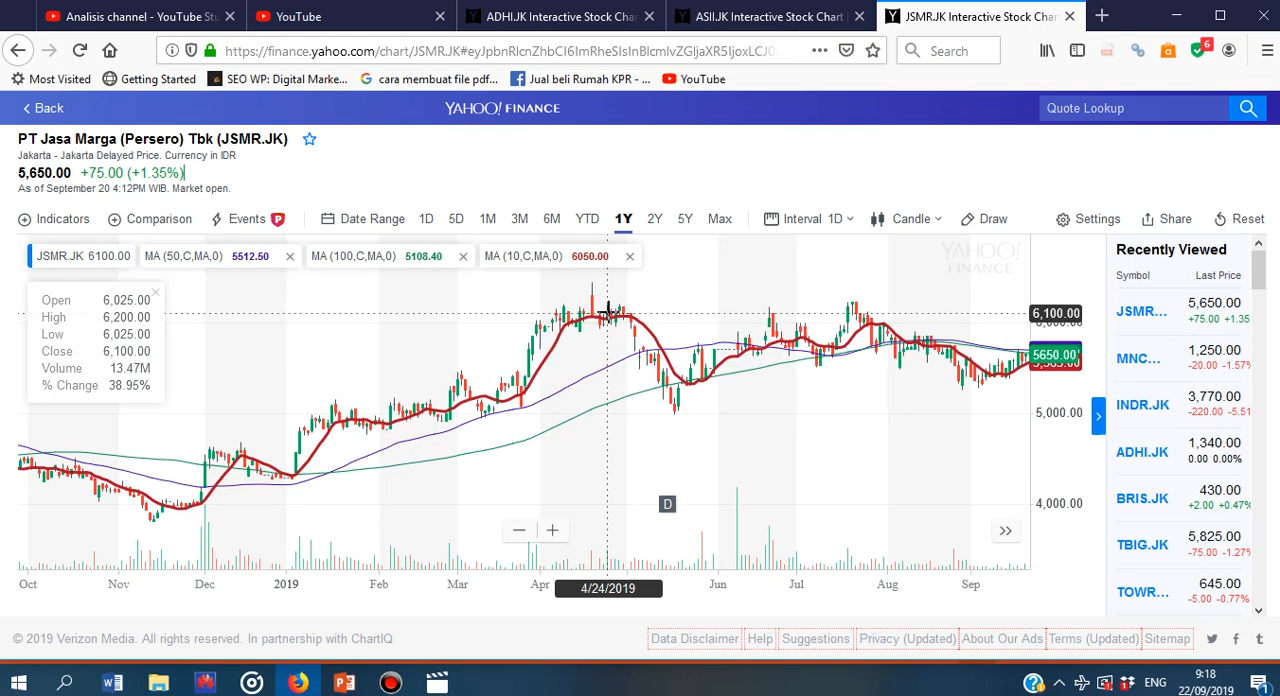 Analisis channel - YouTube Stu
YouTube
ADHI.JK Interactive Stock Char
ASII.JK Interactive Stock Chart
JSMR.JK Interactive Stock Char
https://finance.yahoo.com/chart/JSMR.JK#eyJpbnRlcnZhbCI6ImRheSIsInBlcmlvZGljaXR5IjoxLCJ0
Search
6
Most Visited
Getting Started
SEO WP: Digital Marke...
cara membuat file pdf...
Jual beli Rumah KPR - ...
YouTube
Back
YAHOO! FINANCE
Quote Lookup
PT Jasa Marga (Persero) Tbk (JSMR.JK)
Jakarta - Jakarta Delayed Price. Currency in IDR
5,650.00 +75.00 (+1.35%)
As of September 20 4:12PM WIB. Market open.
Indicators Comparison Events P Date Range 1D 5D 1M 3M 6M YTD 1Y 2Y 5Y Max Interval 1D Candle Draw Settings Share Reset
JSMR.JK 6100.00
MA (50,C,MA,0) 5512.50
MA (100,C,MA,0) 5108.40
MA (10,C,MA,0) 6050.00
YAHOO!
FINANCE
Open 6,025.00
High 6,200.00
Low 6,025.00
Close 6,100.00
Volume 13.47M
% Change 38.95%
6,100.00
5650.00
5,000.00
4,000.00
D
Oct Nov Dec 2019 Feb Mar Apr 4/24/2019 Jun Jul Aug Sep
Recently Viewed
Symbol Last Price
JSMR... 5,650.00
+75.00 +1.35
MNC... 1,250.00
-20.00 -1.57%
INDR.JK 3,770.00
-220.00 -5.51
ADHI.JK 1,340.00
0.00 0.00%
BRIS.JK 430.00
+2.00 +0.47%
TBIG.JK 5,825.00
-75.00 -1.27%
TOWR... 645.00
-5.00 -0.77%
© 2019 Verizon Media. All rights reserved. In partnership with ChartIQ
Data Disclaimer Help Suggestions Privacy (Updated) About Our Ads Terms (Updated) Sitemap
ENG
9:18
22/09/2019